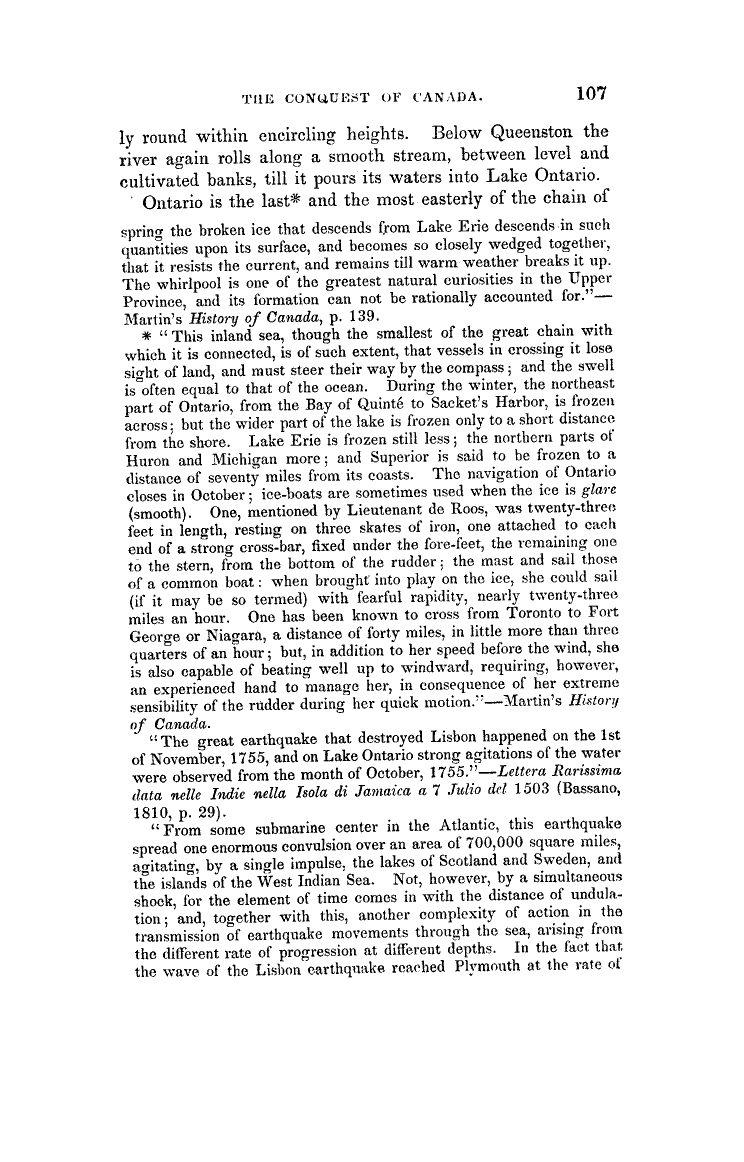 THE CONQUEST OF CANADA. 107
ly round within encircling heights. Below Queenston the
river again rolls along a smooth stream, between level and
cultivated banks, till it pours its waters into Lake Ontario.
Ontario is the last* and the most easterly of the chain of
spring the broken ice that descends from Lake Erie descends in such
quantities upon its surface, and becomes so closely wedged together,
that it resists the current, and remains till warm weather breaks it up.
The whirlpool is one of the greatest natural curiosities in the Upper
Province, and its formation can not be rationally accounted for."—
Martin's History of Canada, p. 139.
* "This inland sea, though the smallest of the great chain with
which it is connected, is of such extent, that vessels in crossing it lose
sight of land, and must steer their way by the compass; and the swell
is often equal to that of the ocean. During the winter, the northeast
part of Ontario, from the Bay of Quinté to Sacket's Harbor, is frozen
across; but the wider part of the lake is frozen only to a short distance
from the shore. Lake Erie is frozen still less; the northern parts of
Huron and Michigan more; and Superior is said to be frozen to a
distance of seventy miles from its coasts. The navigation of Ontario
closes in October; ice-boats are sometimes used when the ice is glare
(smooth). One, mentioned by Lieutenant de Roos, was twenty-three
feet in length, resting on three skates of iron, one attached to each
end of a strong cross-bar, fixed under the fore-feet, the remaining one
to the stern, from the bottom of the rudder; the mast and sail those
of a common boat: when brought into play on the ice, she could sail
(if it may be so termed) with fearful rapidity, nearly twenty-three
miles an hour. One has been known to cross from Toronto to Fort
George or Niagara, a distance of forty miles, in little more than three
quarters of an hour; but, in addition to her speed before the wind, she
is also capable of beating well up to windward, requiring, however,
an experienced hand to manage her, in consequence of her extreme
sensibility of the rudder during her quick motion."—Martin's History
of Canada.
"The great earthquake that destroyed Lisbon happened on the 1st
of November, 1755, and on Lake Ontario strong agitations of the water
were observed from the month of October, 1755."—Lettera Rarissima
data nelle Indie nella Isola di Jamaica a 7 Julio del 1503 (Bassano,
1810, p. 29).
"From some submarine center in the Atlantic, this earthquake
spread one enormous convulsion over an area of 700,000 square miles,
agitating, by a single impulse, the lakes of Scotland and Sweden, and
the islands of the West Indian Sea. Not, however, by a simultaneous
shock, for the element of time comes in with the distance of undula-
tion; and, together with this, another complexity of action in the
transmission of earthquake movements through the sea, arising from
the different rate of progression at different depths. In the fact that
the wave of the Lisbon earthquake reached Plymouth at the rate of